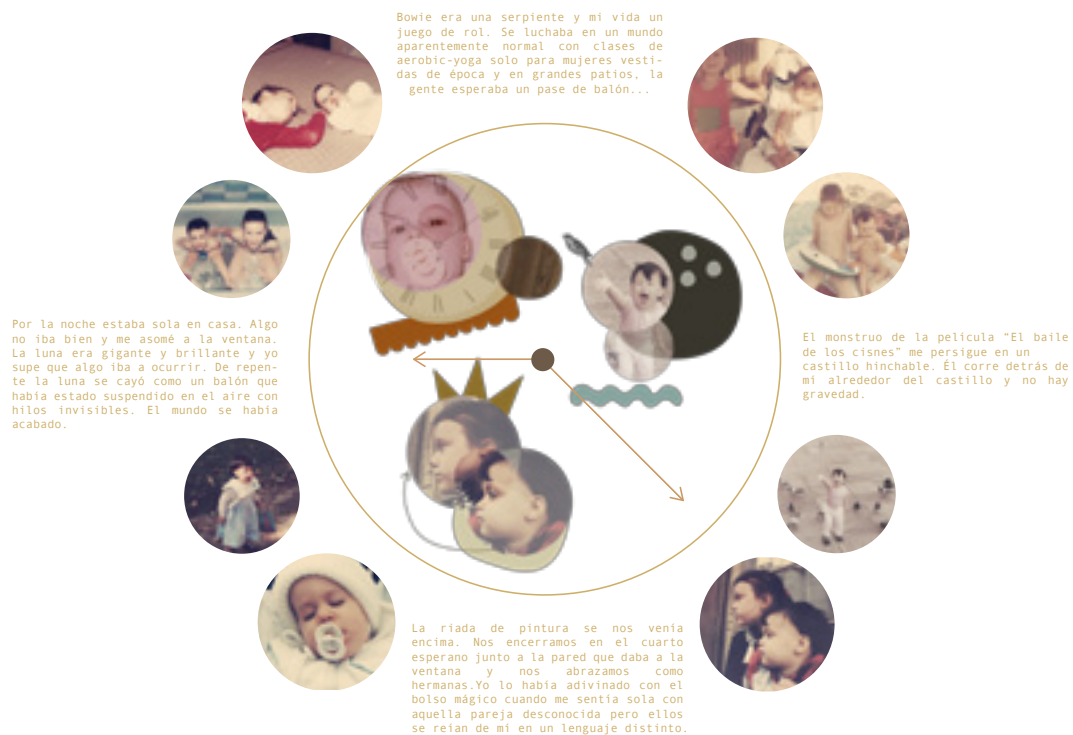 Bowie era una serpiente y mi vida un
juego de rol. Se luchaba en un mundo
aparentemente normal con clases de
aerobic-yoga solo para mujeres vesti-
das de época y en grandes patios, la
gente esperaba un pase de balón...
Por la noche estaba sola en casa. Algo
no iba bien y me asomé a la ventana.
La luna era gigante y brillante y yo
supe que algo iba a ocurrir. De repen-
te la luna se cayó como un balón que
había estado suspendido en el aire con
hilos invisibles. El mundo se había
acabado.
El monstruo de la película “El baile
de los cisnes” me persigue en un
castillo hinchable. Él corre detrás de
mí alrededor del castillo y no hay
gravedad.
La riada de pintura se nos venía
encima. Nos encerramos en el cuarto
esperano junto a la pared que daba a la
ventana y nos abrazamos como
hermanas.Yo lo había adivinado con el
bolso mágico cuando me sentía sola con
aquella pareja desconocida pero ellos
se reían de mí en un lenguaje distinto.